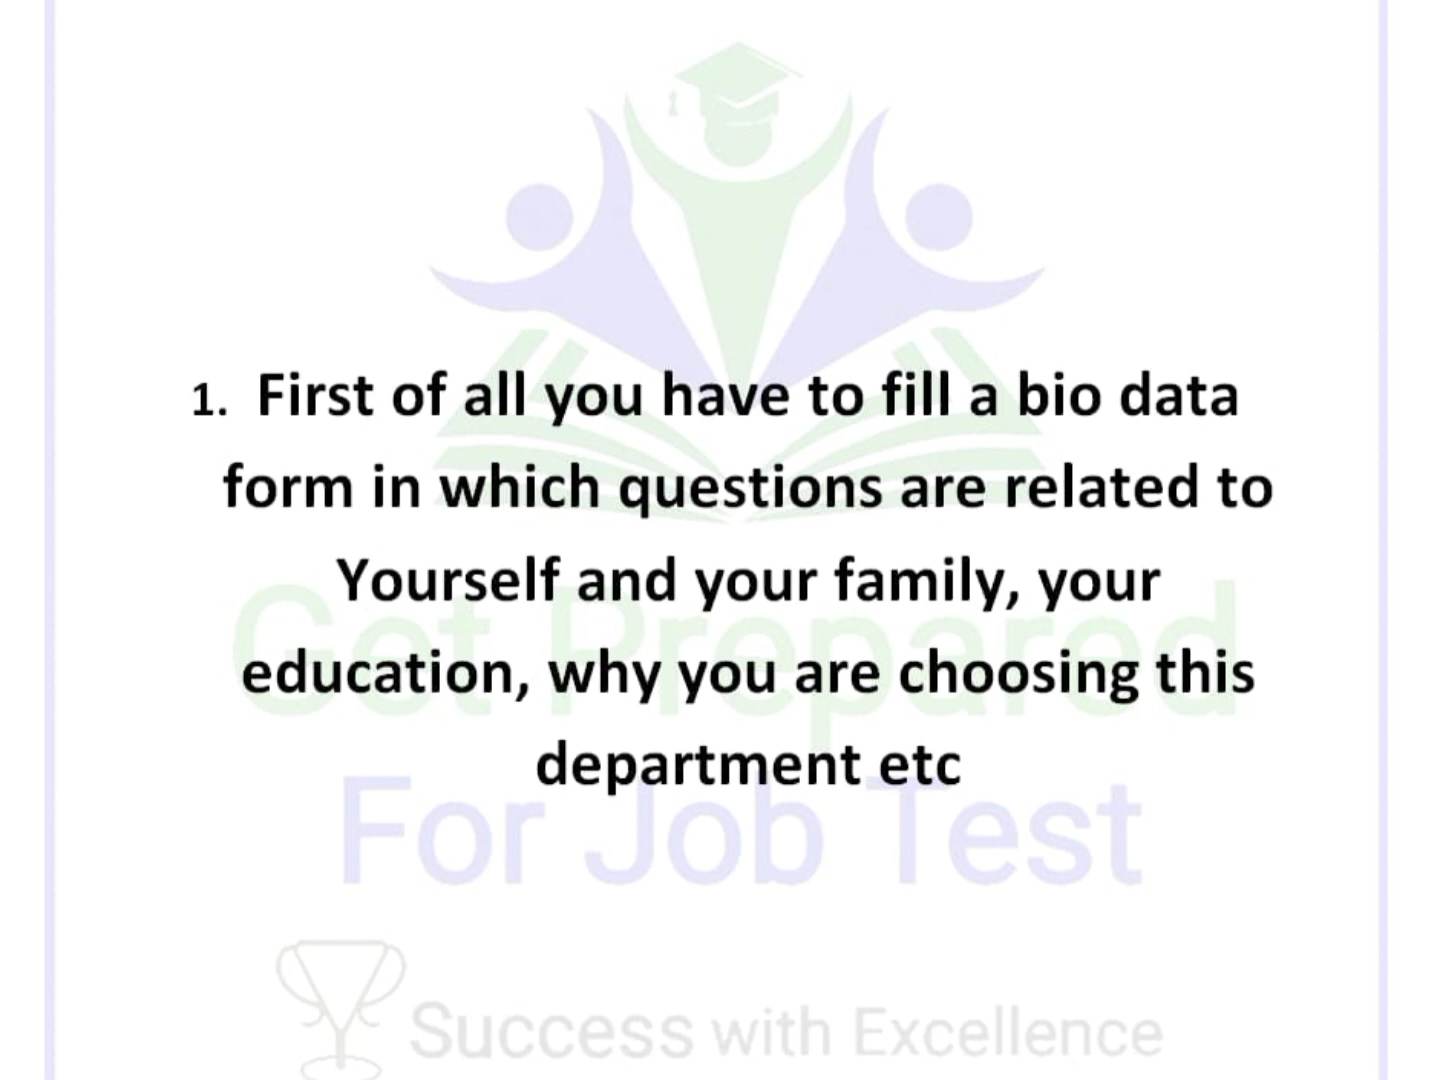 1. First of all you have to fill a bio data
form in which questions are related to
Yourself and your family, your
education, why you are choosing this
department etc
Get Prepared
For Job Test
Success with Excellence